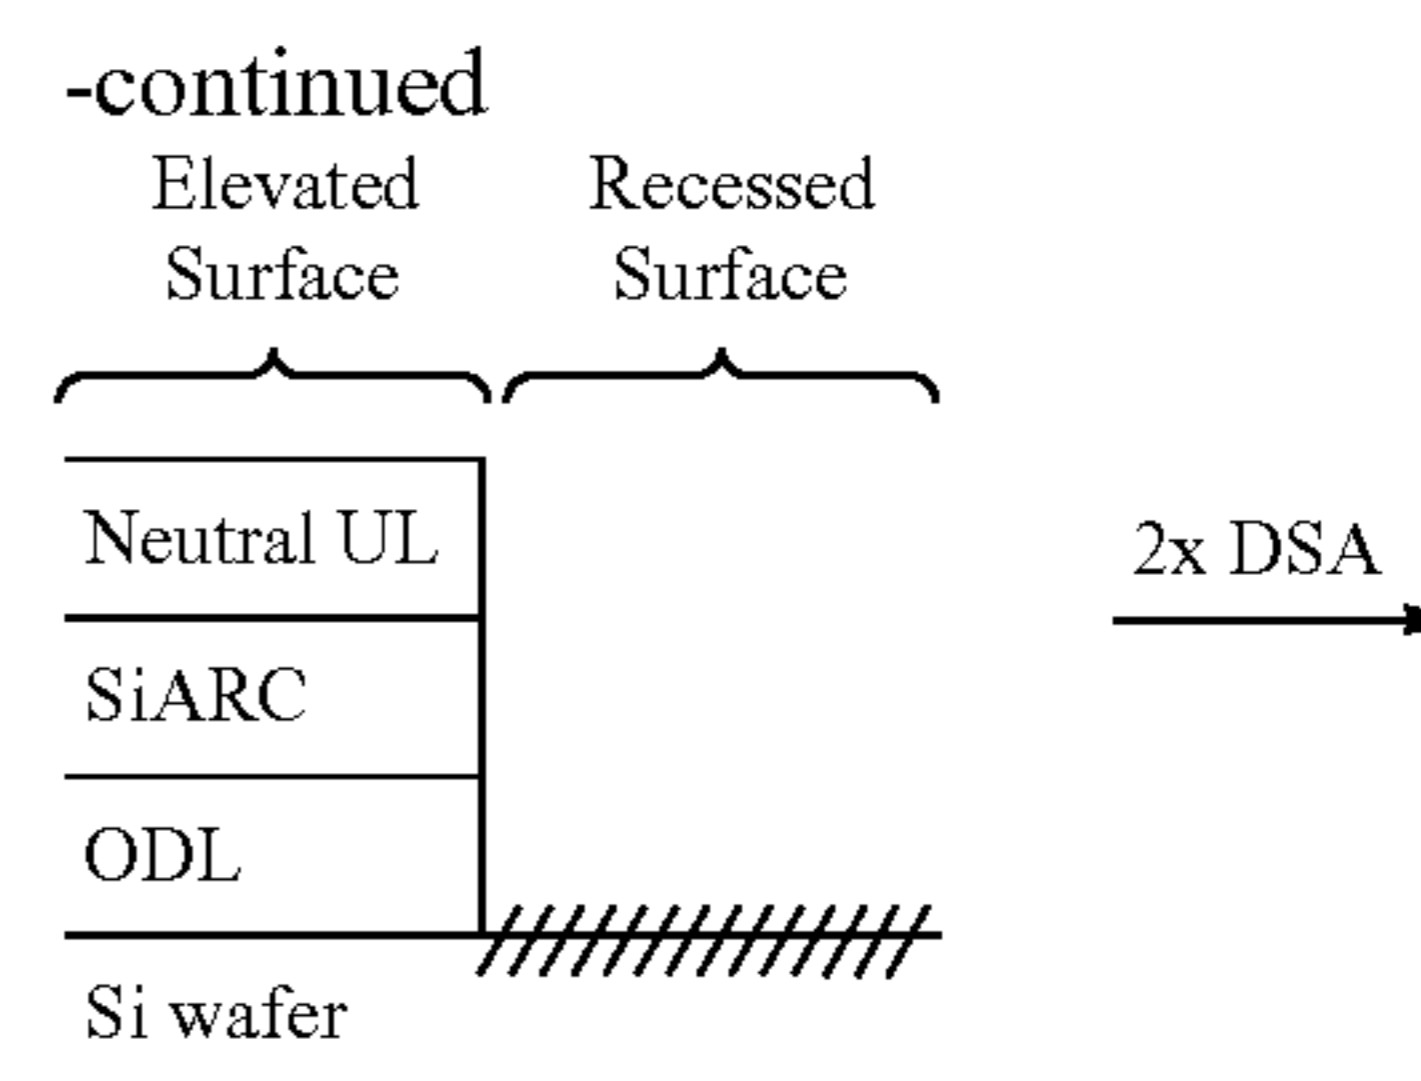 -continued
Elevated
Surface
Recessed
Surface
Neutral UL
SiARC
ODL
Si wafer
2x DSA